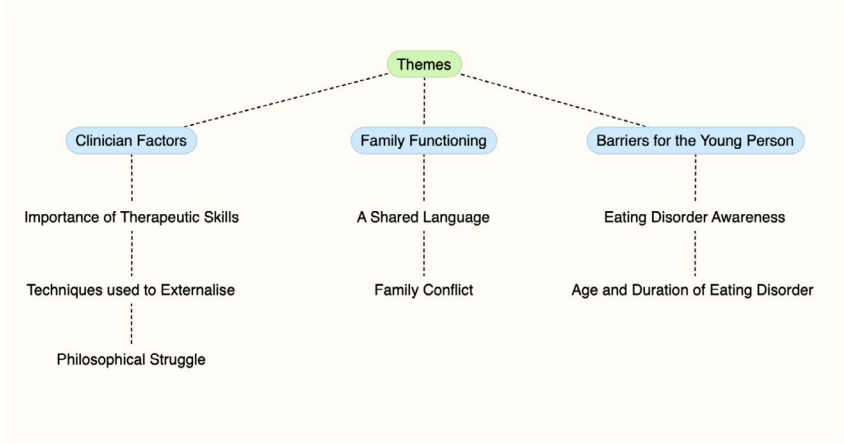 Themes
Clinician Factors
Family Functioning
Barriers for the Young Person
Importance of Therapeutic Skills
A Shared Language
Eating Disorder Awareness
Techniques used to Externalise
Family Conflict
Age and Duration of Eating Disorder
Philosophical Struggle